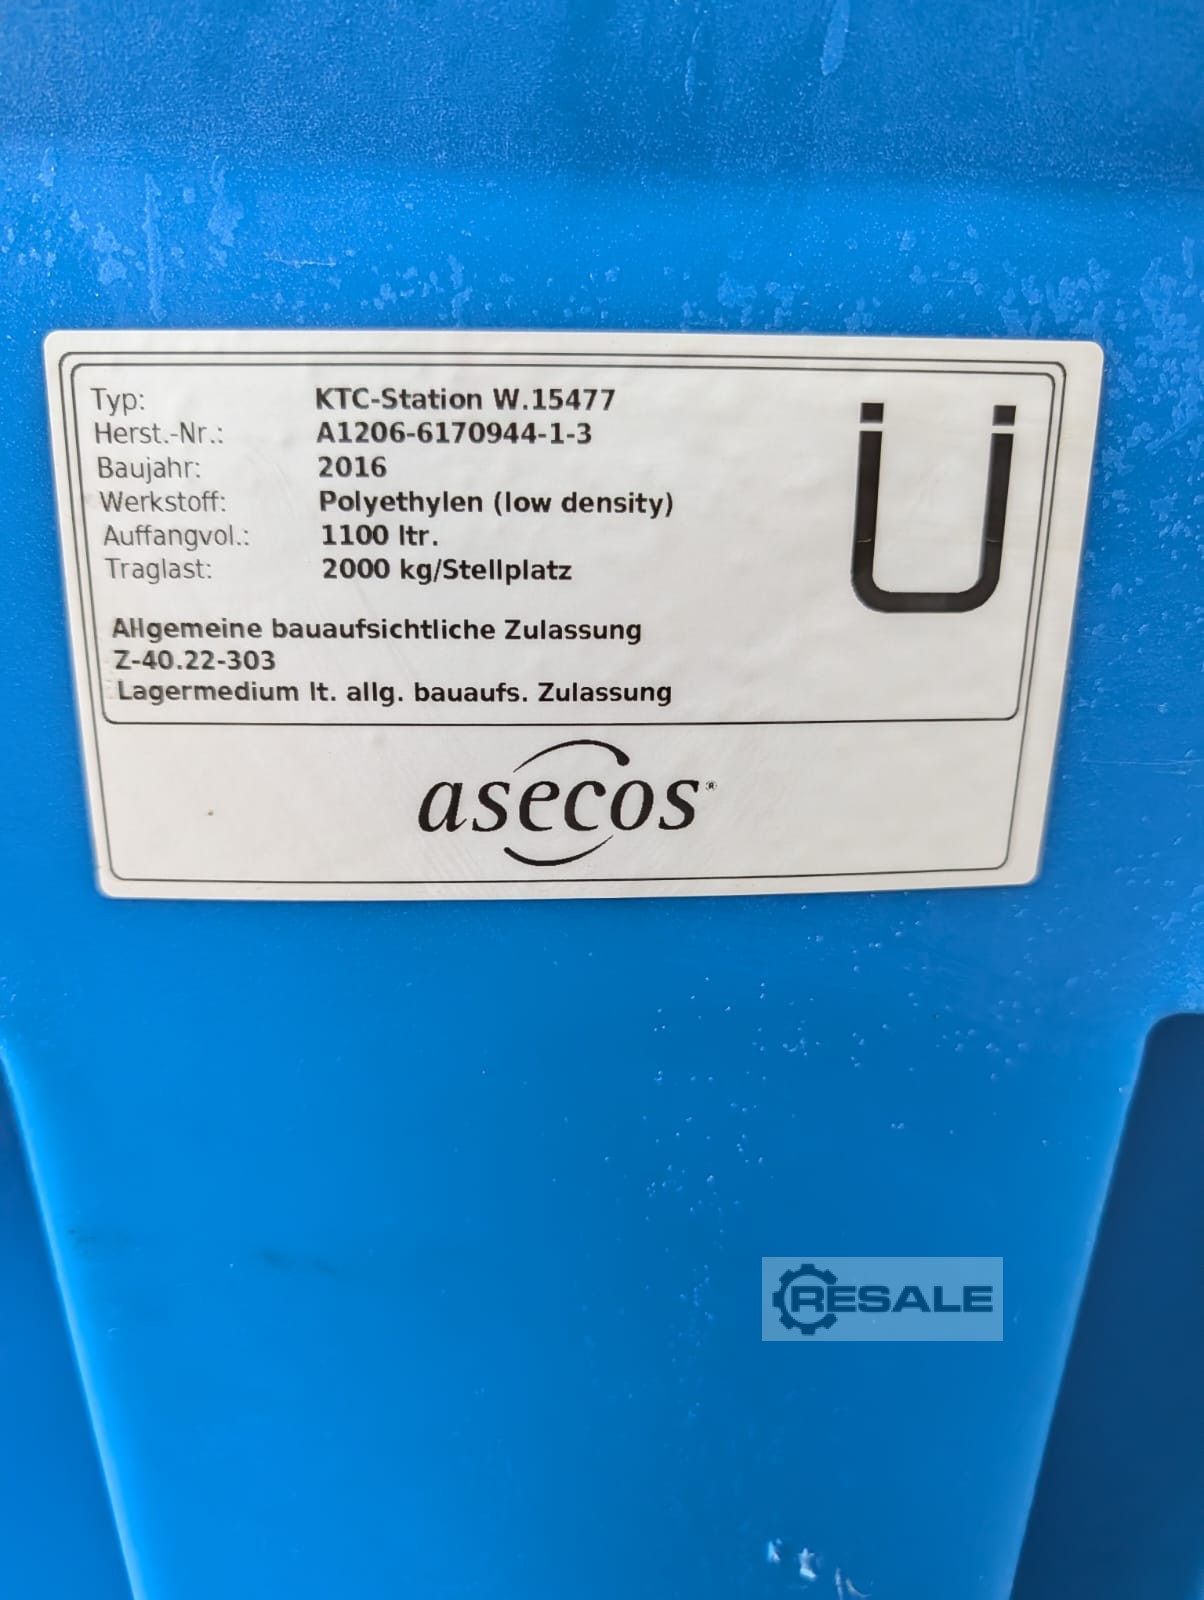 Typ: KTC-Station W.15477
Herst.-Nr.: A1206-6170944-1-3
Baujahr: 2016
Werkstoff: Polyethylen (low density)
Auffangvol.: 1100 ltr.
Traglast: 2000 kg/Stellplatz
Ü
Allgemeine bauaufsichtliche Zulassung
Z-40.22-303
Lagermedium lt. allg. bauaufs. Zulassung
asecos®
RESALE